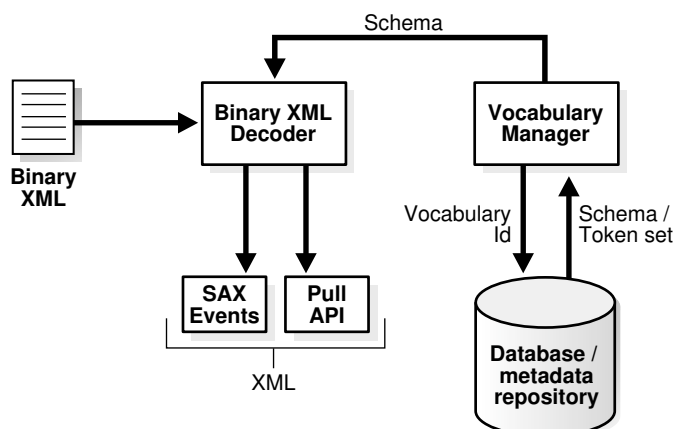 Schema
Binary XML
Decoder
Vocabulary
Manager
Binary
XML
Vocabulary
Id
Schema /
Token set
SAX
Events
Pull
API
XML
Database /
metadata
repository